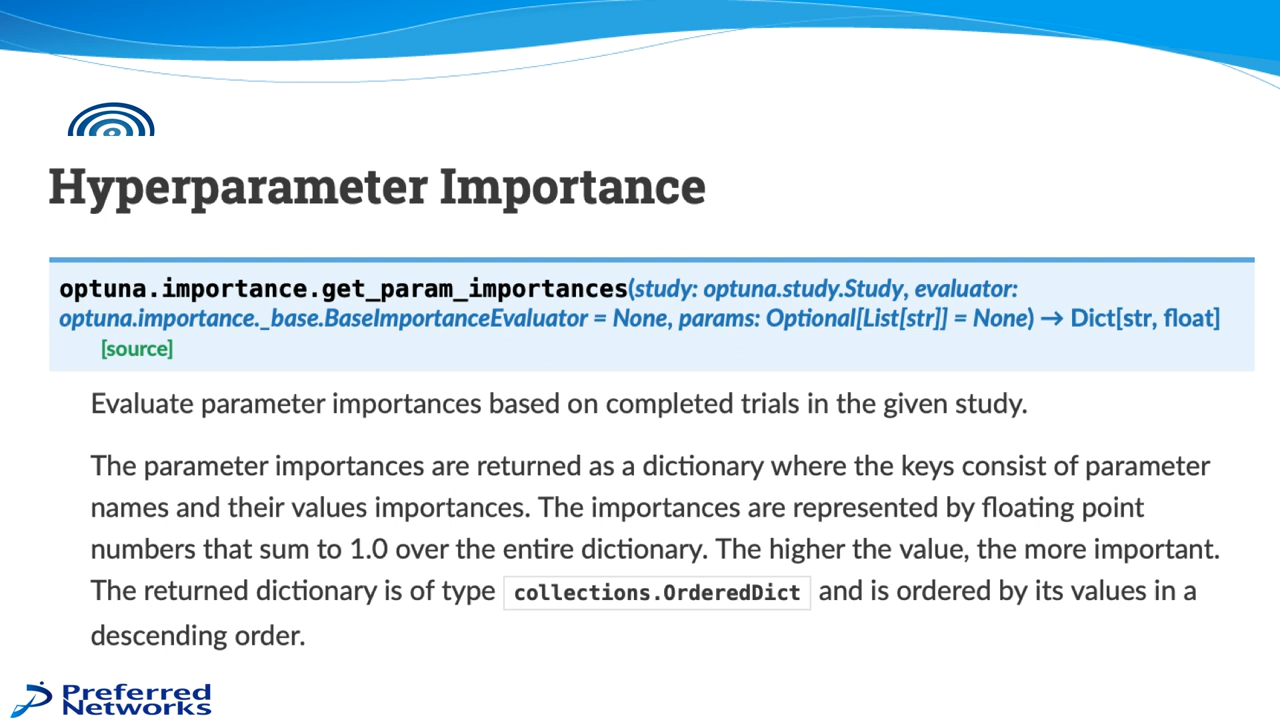 Hyperparameter Importance
optuna.importance.get_param_importances(study: optuna.study.Study, evaluator:
optuna.importance._base.BaseImportanceEvaluator = None, params: Optional[List[str]] = None) → Dict[str, float]
[source]
Evaluate parameter importances based on completed trials in the given study.
The parameter importances are returned as a dictionary where the keys consist of parameter
names and their values importances. The importances are represented by floating point
numbers that sum to 1.0 over the entire dictionary. The higher the value, the more important.
The returned dictionary is of type collections.OrderedDict and is ordered by its values in a
descending order.
Preferred
Networks